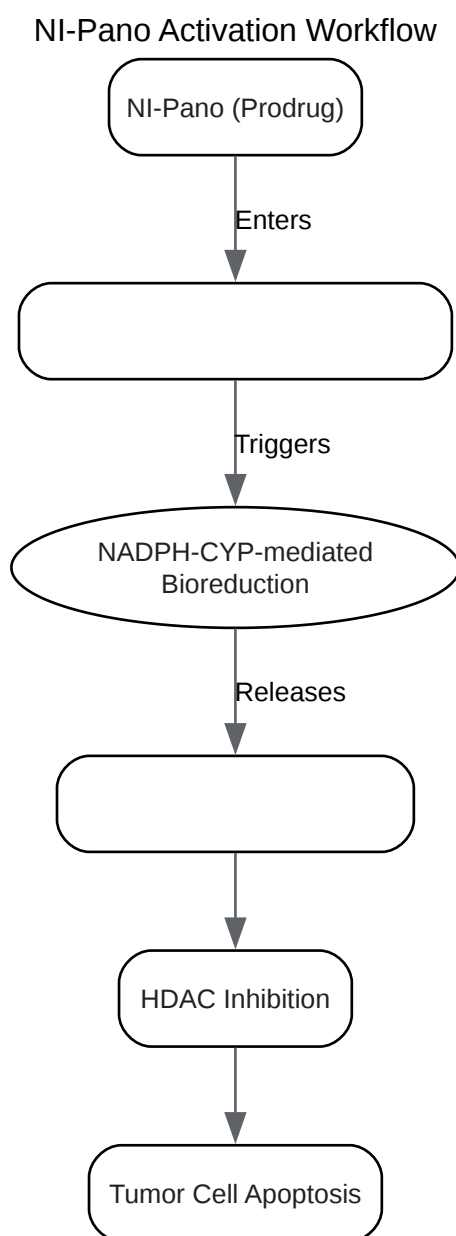 NI-Pano Activation Workflow
NI-Pano (Prodrug)
Enters
Triggers
NADPH-CYP-mediated
Bioreduction
Releases
HDAC Inhibition
Tumor Cell Apoptosis